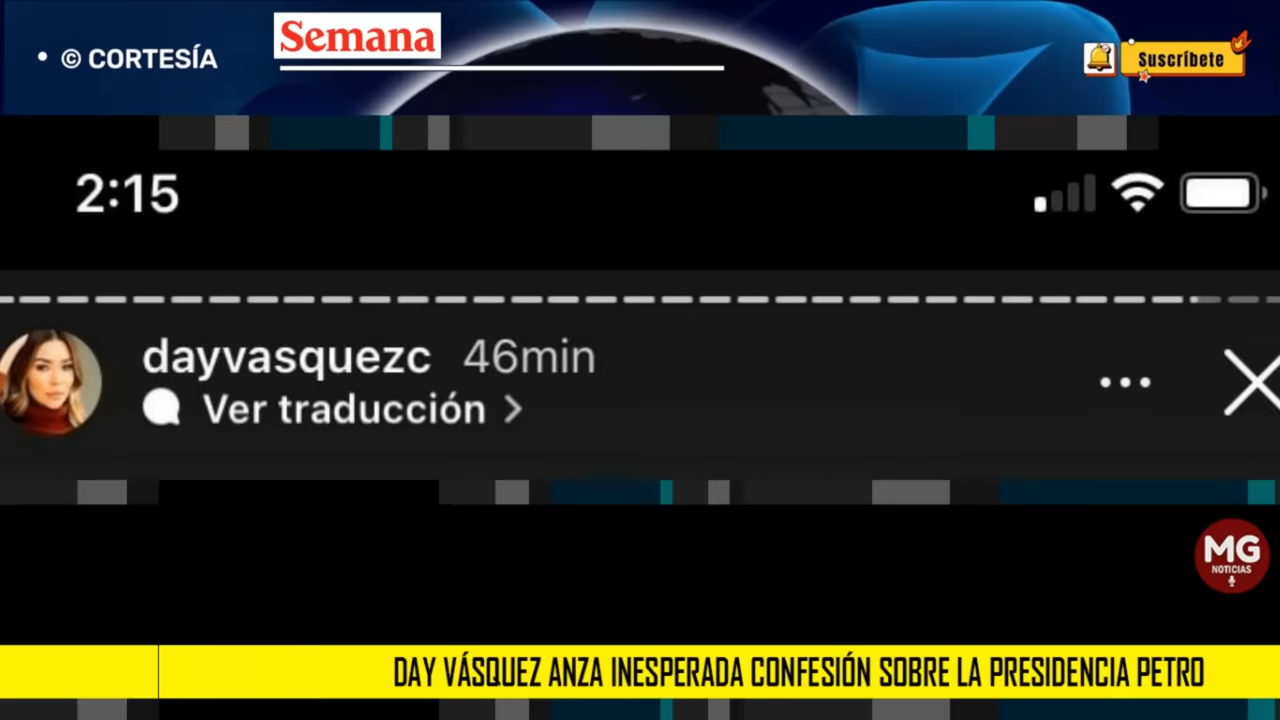 • © CORTESÍA
Semana
Suscríbete
2:15
dayvasquezc 46min
Ver traducción >
MG
NOTICIAS
DAY VÁSQUEZ ANZA INESPERADA CONFESIÓN SOBRE LA PRESIDENCIA PETRO